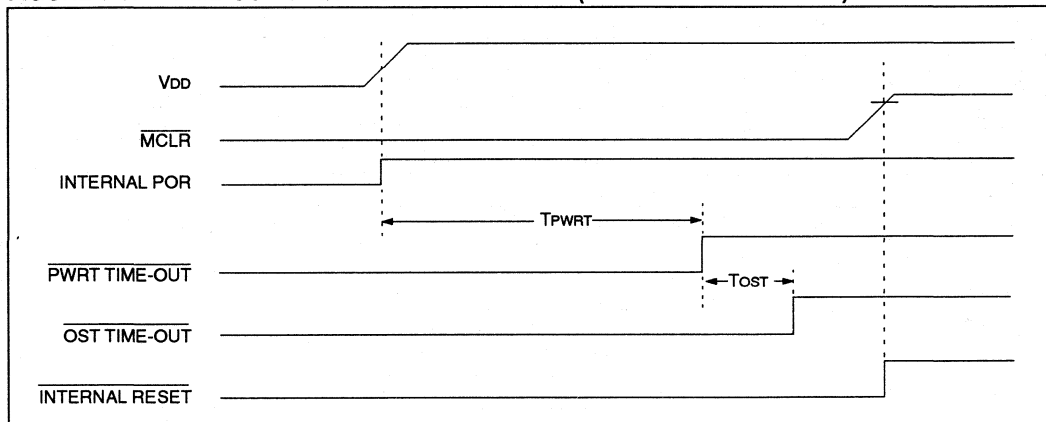 VDD
MCLR
INTERNAL POR
TPWRT
PWRT TIME-OUT
TOST
OST TIME-OUT
INTERNAL RESET